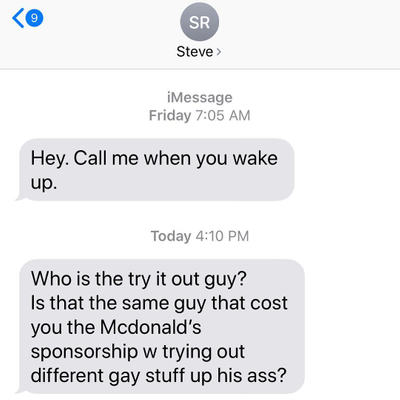 9
SR
Steve
iMessage
Friday 7:05 AM
Hey. Call me when you wake
up.
Today 4:10 PM
Who is the try it out guy?
Is that the same guy that cost
you the Mcdonald's
sponsorship w trying out
different gay stuff up his ass?